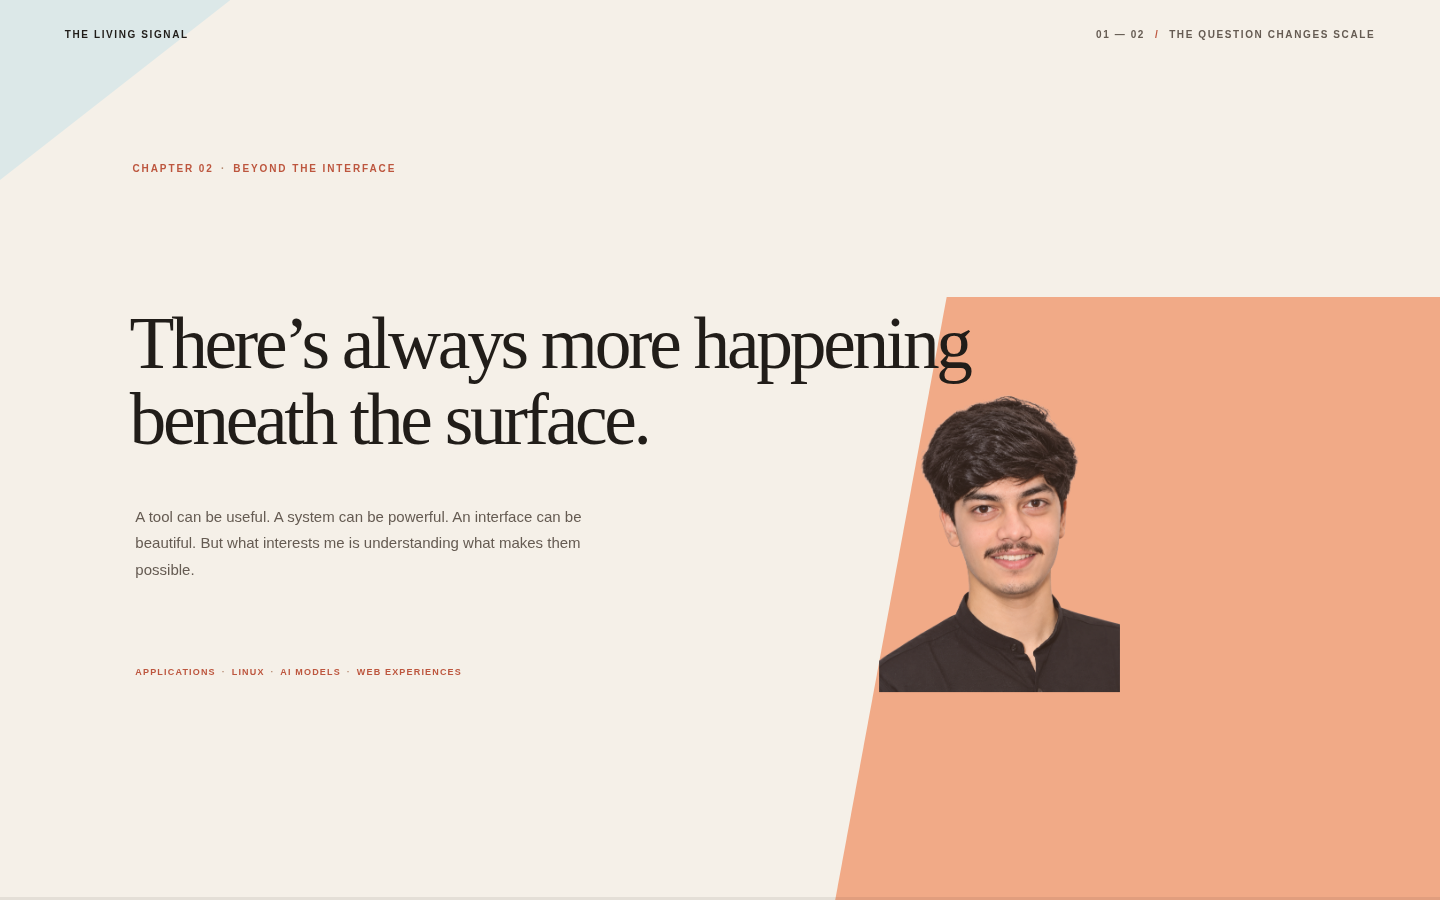 THE LIVING SIGNAL
01 — 02 / THE QUESTION CHANGES SCALE
CHAPTER 02 · BEYOND THE INTERFACE
There’s always more happening
beneath the surface.
A tool can be useful. A system can be powerful. An interface can be
beautiful. But what interests me is understanding what makes them
possible.
APPLICATIONS · LINUX · AI MODELS · WEB EXPERIENCES